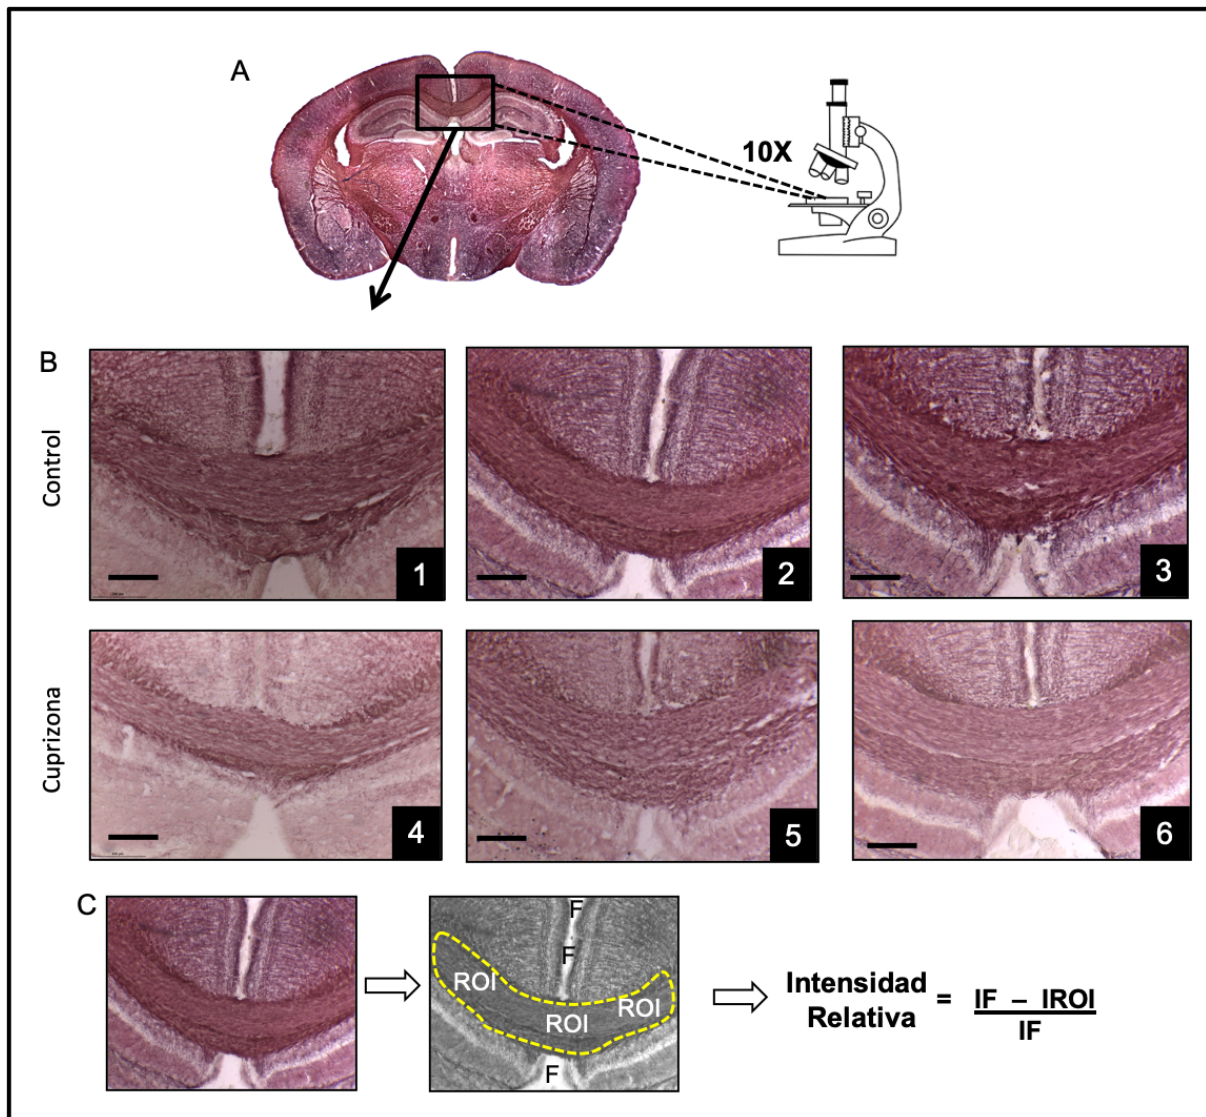 A
10X
B
Control
1
2
3
Cuprizona
4
5
6
C
F
F
ROI
ROI
ROI
F
Intensidad
Relativa
= IF – IROI
IF